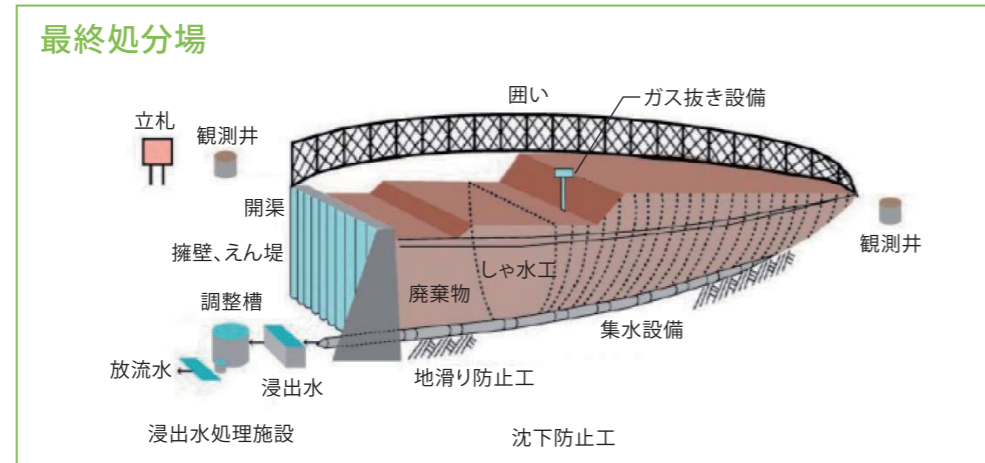 最終処分場
囲い
ガス抜き設備
立札
観測井
開渠
観測井
擁壁、えん堤
しゃ水工
廃棄物
調整槽
集水設備
放流水
浸出水
地滑り防止工
浸出水処理施設
沈下防止工